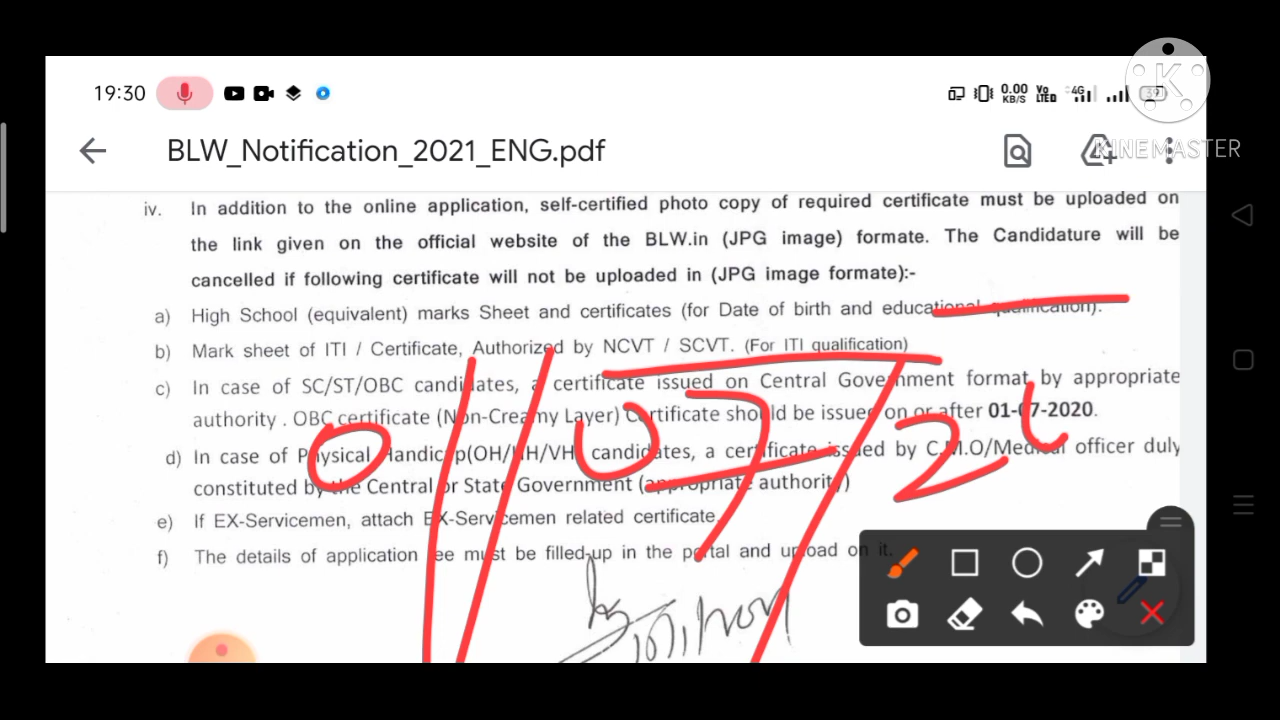 19:30
0.00 KB/S
Vo LTE
4G
39
KINEMASTER
BLW_Notification_2021_ENG.pdf
iv. In addition to the online application, self-certified photo copy of required certificate must be uploaded on
the link given on the official website of the BLW.in (JPG image) formate. The Candidature will be
cancelled if following certificate will not be uploaded in (JPG image formate):-
a) High School (equivalent) marks Sheet and certificates (for Date of birth and educational qualification).
b) Mark sheet of ITI / Certificate, Authorized by NCVT / SCVT. (For ITI qualification)
c) In case of SC/ST/OBC candidates, a certificate issued on Central Government format by appropriate
authority . OBC certificate (Non-Creamy Layer) Certificate should be issued on or after 01-07-2020.
d) In case of Physical Handicap(OH/HH/VH) candidates, a certificate issued by C.M.O/Medical officer duly
constituted by the Central or State Government (appropriate authority)
e) If EX-Servicemen, attach EX-Servicemen related certificate.
f) The details of application fee must be filled-up in the portal and upload on it.